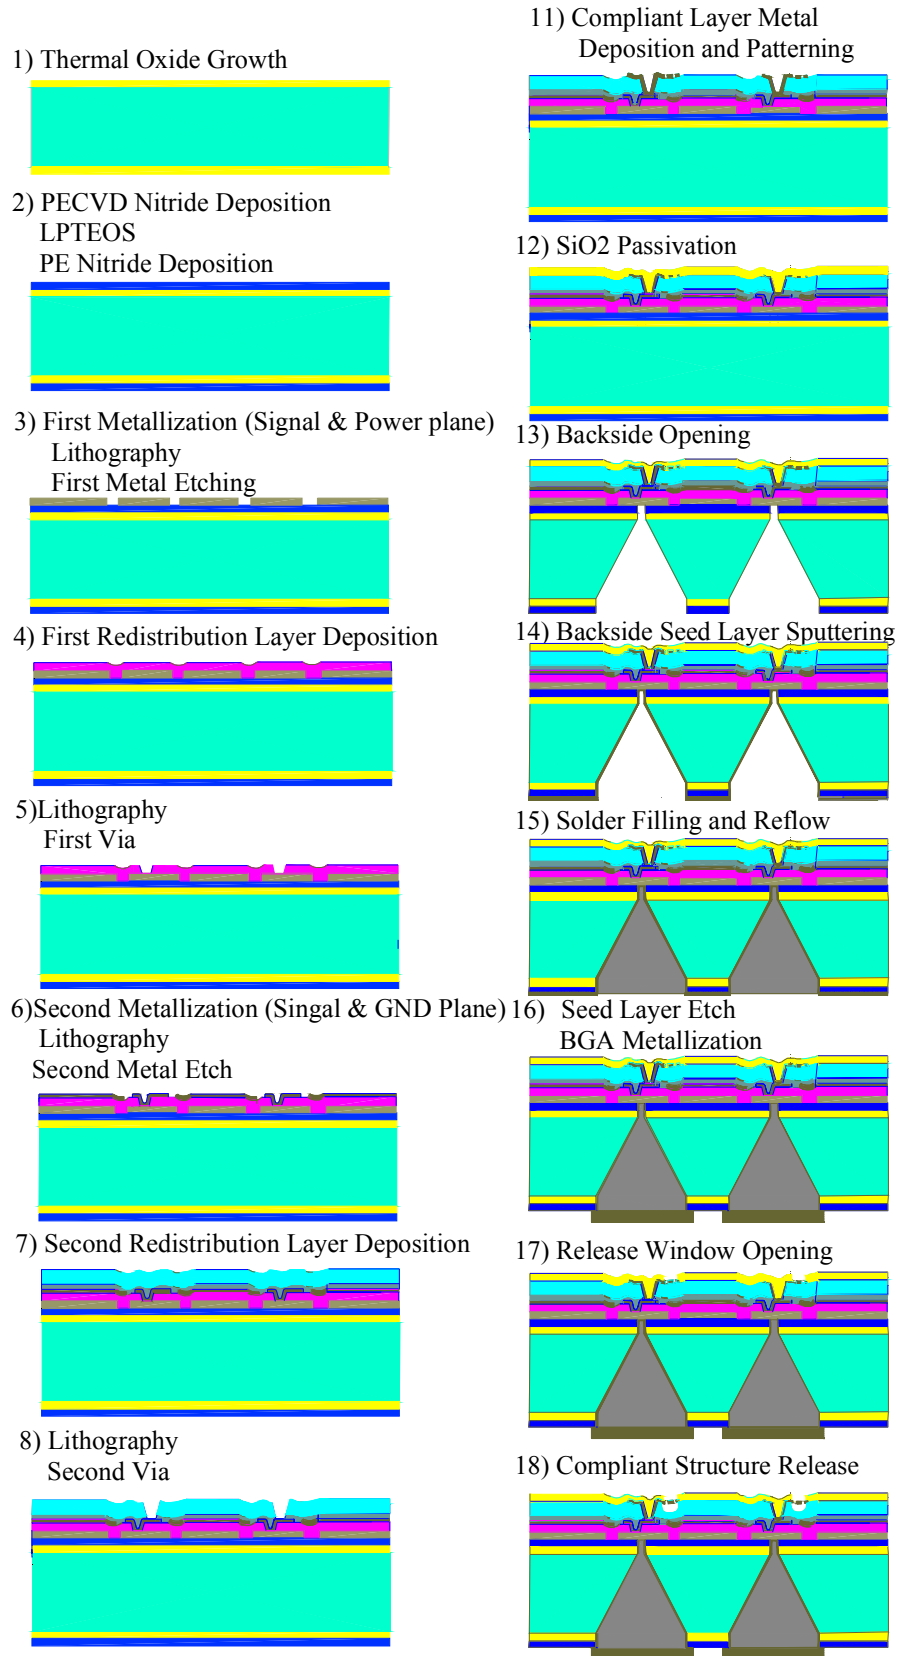 1) Thermal Oxide Growth
2) PECVD Nitride Deposition
LPTEOS
PE Nitride Deposition
3) First Metallization (Signal & Power plane)
Lithography
First Metal Etching
4) First Redistribution Layer Deposition
5)Lithography
First Via
6)Second Metallization (Singal & GND Plane)
Lithography
Second Metal Etch
7) Second Redistribution Layer Deposition
8) Lithography
Second Via
11) Compliant Layer Metal
Deposition and Patterning
12) SiO2 Passivation
13) Backside Opening
14) Backside Seed Layer Sputtering
15) Solder Filling and Reflow
16) Seed Layer Etch
BGA Metallization
17) Release Window Opening
18) Compliant Structure Release